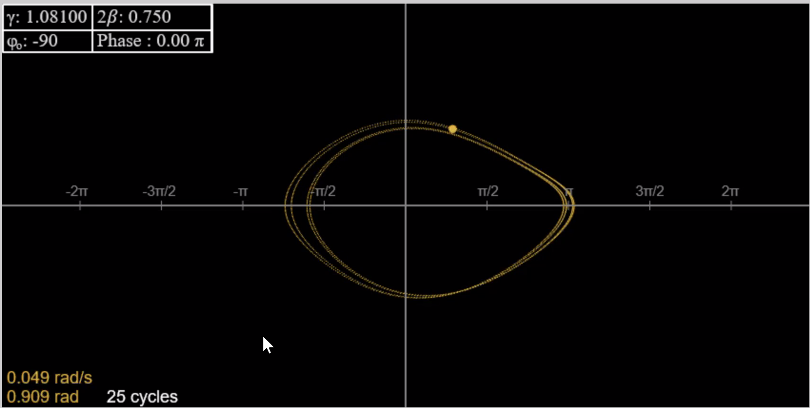 γ: 1.08100 2β: 0.750
φ₀: -90 Phase : 0.00 π
-2π -3π/2 -π -π/2 π/2 π 3π/2 2π
0.049 rad/s
0.909 rad 25 cycles